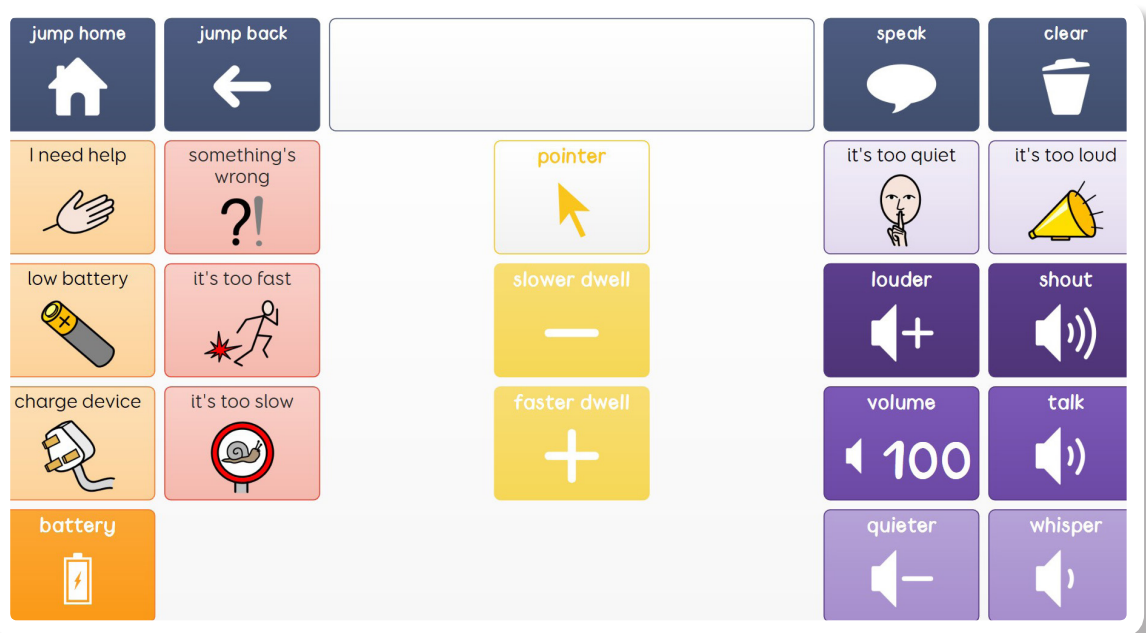 jump home
jump back
speak
clear
I need help
something's
wrong
?!
pointer
it's too quiet
it's too loud
low battery
it's too fast
slower dwell
louder
shout
charge device
it's too slow
faster dwell
volume
100
talk
battery
quieter
whisper